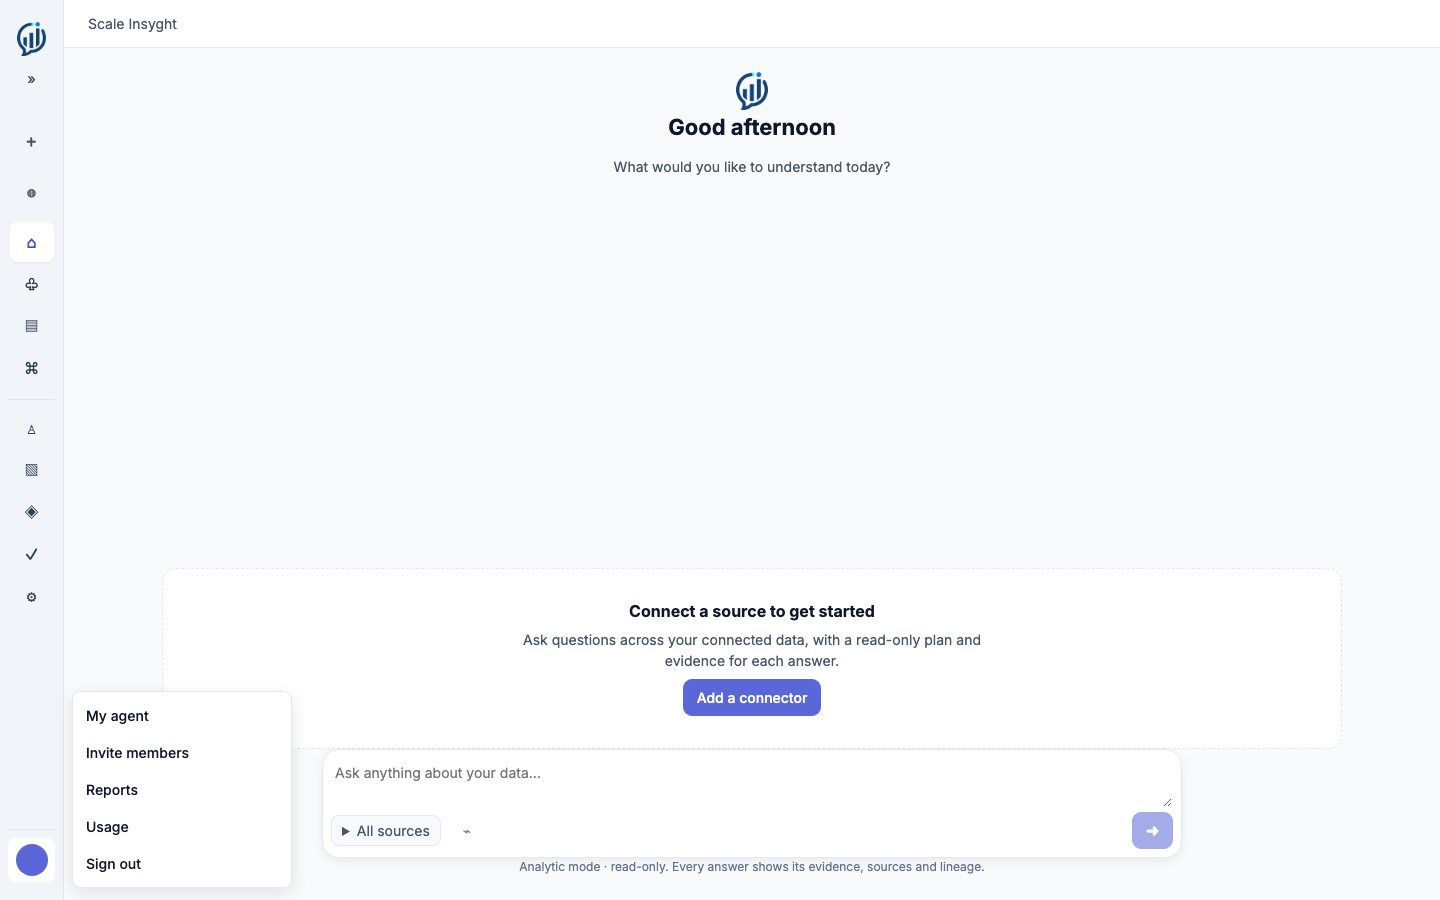 Scale Insyght
Good afternoon
What would you like to understand today?
Connect a source to get started
Ask questions across your connected data, with a read-only plan and
evidence for each answer.
Add a connector
Ask anything about your data...
All sources
Analytic mode · read-only. Every answer shows its evidence, sources and lineage.
My agent
Invite members
Reports
Usage
Sign out